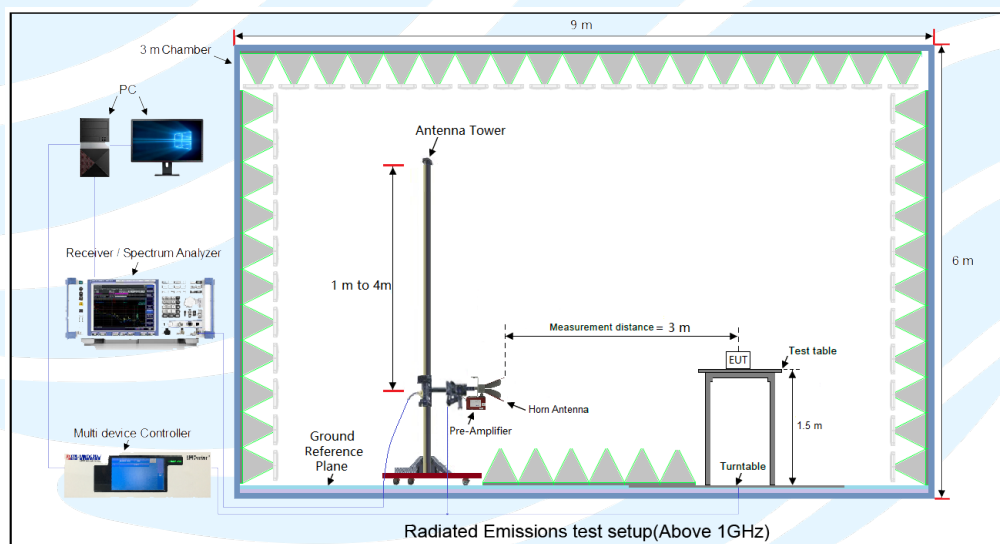 9 m
3 m Chamber
PC
Antenna Tower
Receiver / Spectrum Analyzer
6 m
1 m to 4m
Measurement distance = 3 m
EUT
Test table
Horn Antenna
Pre-Amplifier
1.5 m
Multi device Controller
Ground
Reference
Plane
Turntable
Radiated Emissions test setup(Above 1GHz)